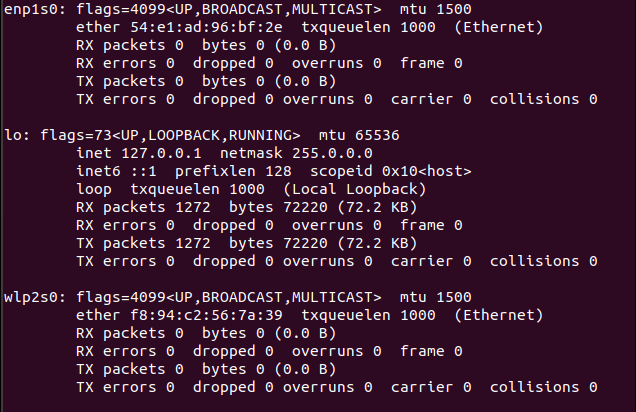 enp1s0: flags=4099<UP,BROADCAST,MULTICAST>  mtu 1500
        ether 54:e1:ad:96:bf:2e  txqueuelen 1000  (Ethernet)
        RX packets 0  bytes 0 (0.0 B)
        RX errors 0  dropped 0  overruns 0  frame 0
        TX packets 0  bytes 0 (0.0 B)
        TX errors 0  dropped 0 overruns 0  carrier 0  collisions 0

lo: flags=73<UP,LOOPBACK,RUNNING>  mtu 65536
        inet 127.0.0.1  netmask 255.0.0.0
        inet6 ::1  prefixlen 128  scopeid 0x10<host>
        loop  txqueuelen 1000  (Local Loopback)
        RX packets 1272  bytes 72220 (72.2 KB)
        RX errors 0  dropped 0  overruns 0  frame 0
        TX packets 1272  bytes 72220 (72.2 KB)
        TX errors 0  dropped 0 overruns 0  carrier 0  collisions 0

wlp2s0: flags=4099<UP,BROADCAST,MULTICAST>  mtu 1500
        ether f8:94:c2:56:7a:39  txqueuelen 1000  (Ethernet)
        RX packets 0  bytes 0 (0.0 B)
        RX errors 0  dropped 0  overruns 0  frame 0
        TX packets 0  bytes 0 (0.0 B)
        TX errors 0  dropped 0 overruns 0  carrier 0  collisions 0